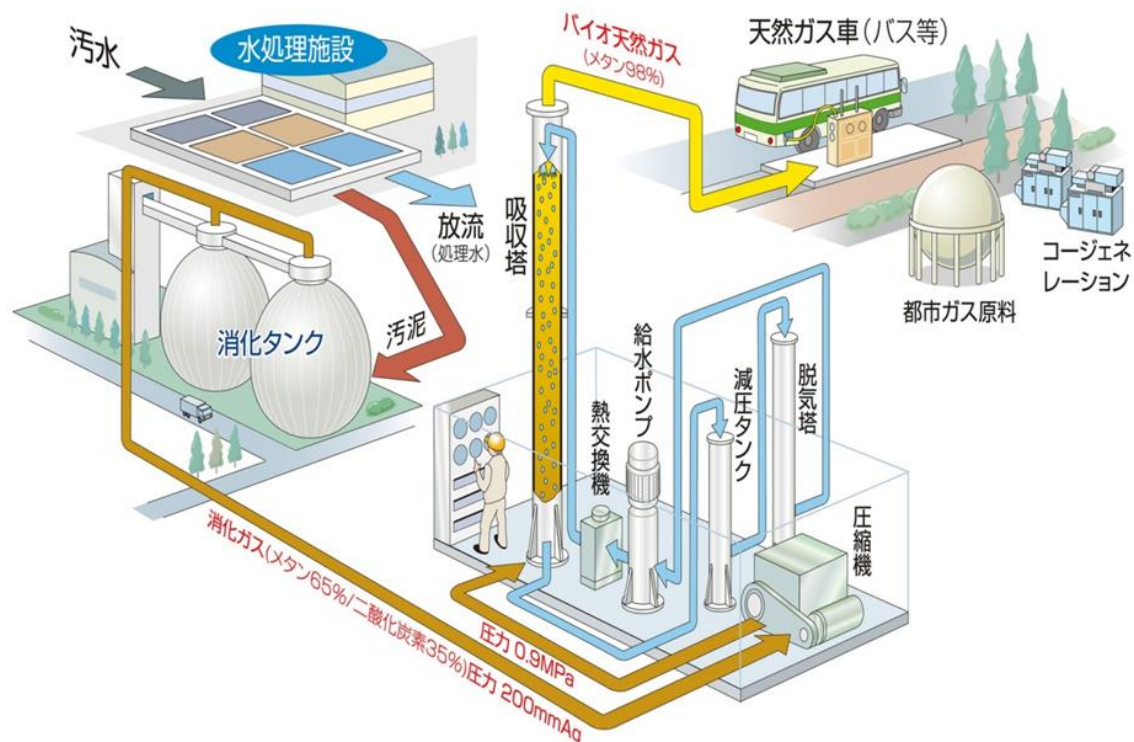 汚水
水処理施設
バイオ天然ガス
(メタン98%)
天然ガス車(バス等)
放流
(処理水)
吸収塔
汚泥
消化タンク
コージェネ
レーション
都市ガス原料
給水ポンプ
熱交換機
減圧タンク
脱気塔
圧縮機
消化ガス(メタン65%/二酸化炭素35%)圧力 200mmAq
圧力 0.9MPa